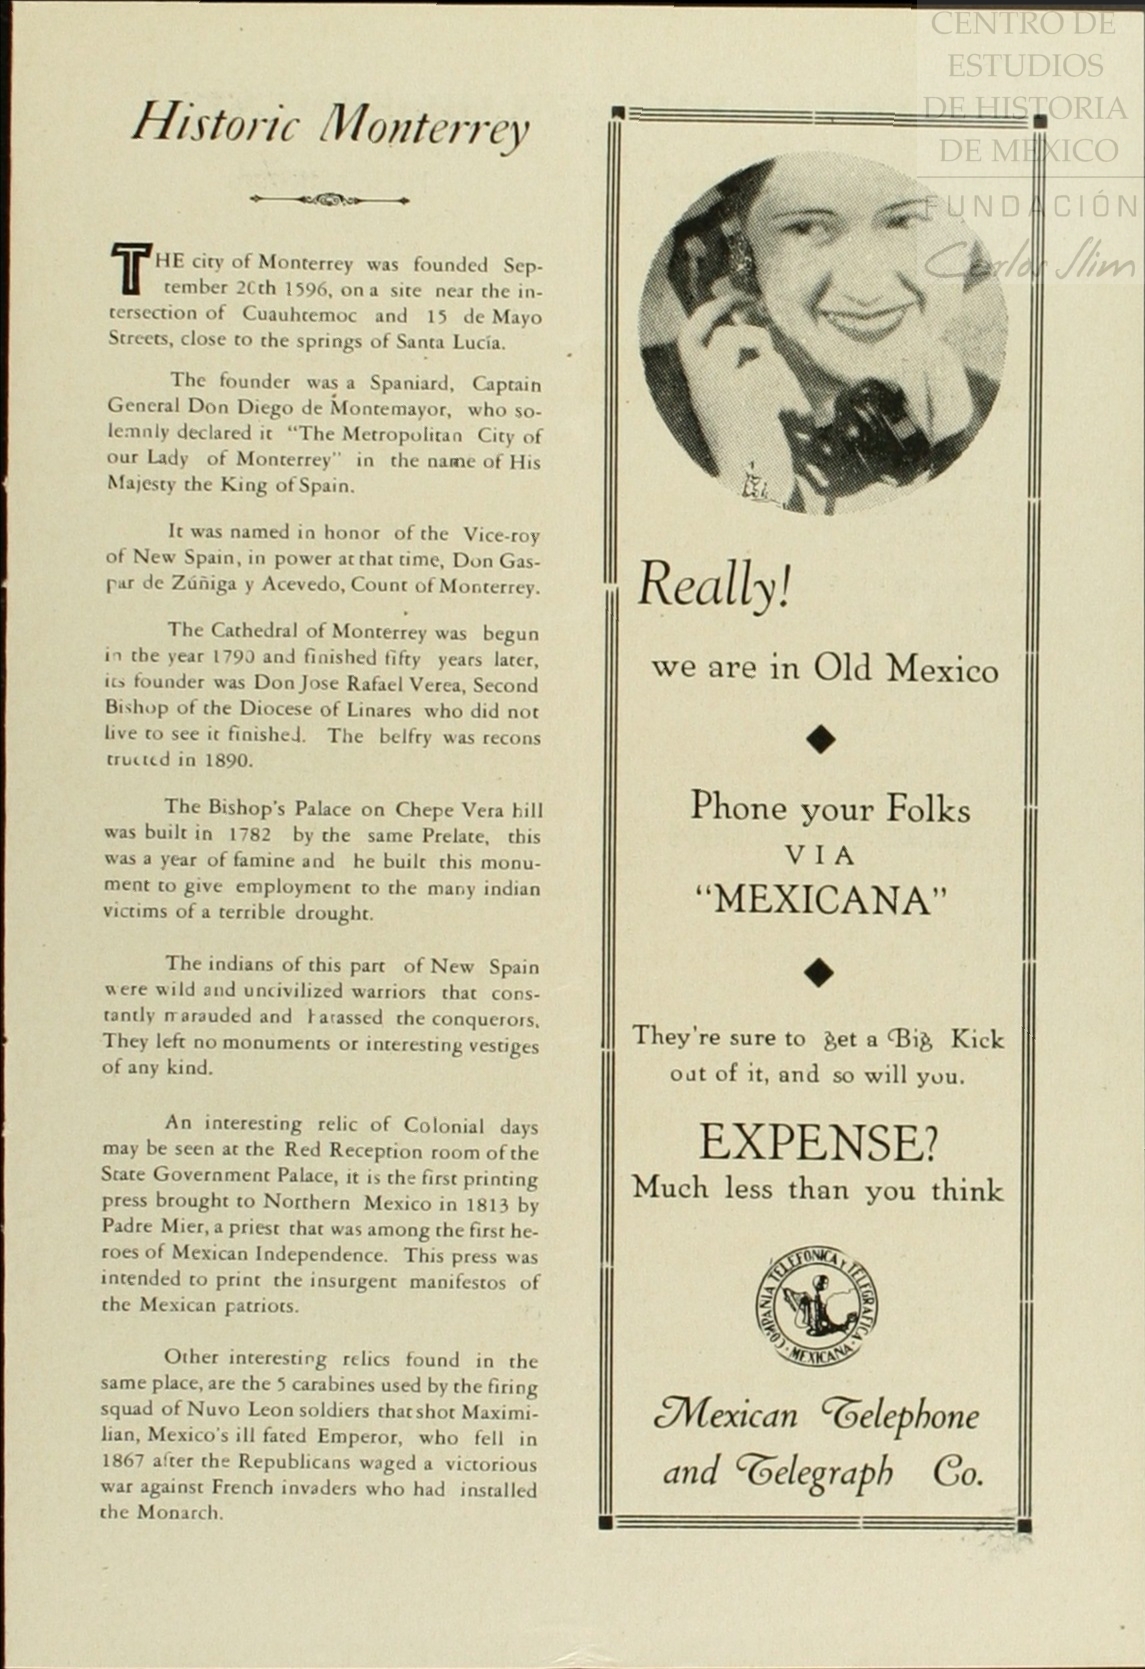 Historic Monterrey
THE city of Monterrey was founded Sep-
tember 20th 1596, on a site near the in-
tersection of Cuauhtemoc and 15 de Mayo
Streets, close to the springs of Santa Lucía.
The founder was a Spaniard, Captain
General Don Diego de Montemayor, who so-
lemnly declared it "The Metropolitan City of
our Lady of Monterrey" in the name of His
Majesty the King of Spain.
It was named in honor of the Vice-roy
of New Spain, in power at that time, Don Gas-
par de Zúñiga y Acevedo, Count of Monterrey.
The Cathedral of Monterrey was begun
in the year 1790 and finished fifty years later,
its founder was Don Jose Rafael Verea, Second
Bishop of the Diocese of Linares who did not
live to see it finished. The belfry was recons
tructed in 1890.
The Bishop's Palace on Chepe Vera hill
was built in 1782 by the same Prelate, this
was a year of famine and he built this monu-
ment to give employment to the many indian
victims of a terrible drought.
The indians of this part of New Spain
were wild and uncivilized warriors that cons-
tantly marauded and harassed the conquerors.
They left no monuments or interesting vestiges
of any kind.
An interesting relic of Colonial days
may be seen at the Red Reception room of the
State Government Palace, it is the first printing
press brought to Northern Mexico in 1813 by
Padre Mier, a priest that was among the first he-
roes of Mexican Independence. This press was
intended to print the insurgent manifestos of
the Mexican patriots.
Other interesting relics found in the
same place, are the 5 carabines used by the firing
squad of Nuvo Leon soldiers that shot Maximi-
lian, Mexico's ill fated Emperor, who fell in
1867 after the Republicans waged a victorious
war against French invaders who had installed
the Monarch.
CENTRO DE
ESTUDIOS
DE HISTORIA
DE MEXICO
FUNDACIÓN
Carlos Slim
Really!
we are in Old Mexico
Phone your Folks
VIA
"MEXICANA"
They're sure to get a Big Kick
out of it, and so will you.
EXPENSE?
Much less than you think
COMPAÑIA TELEFONICA Y TELEGRAFICA
MEXICANA
Mexican Telephone
and Telegraph Co.